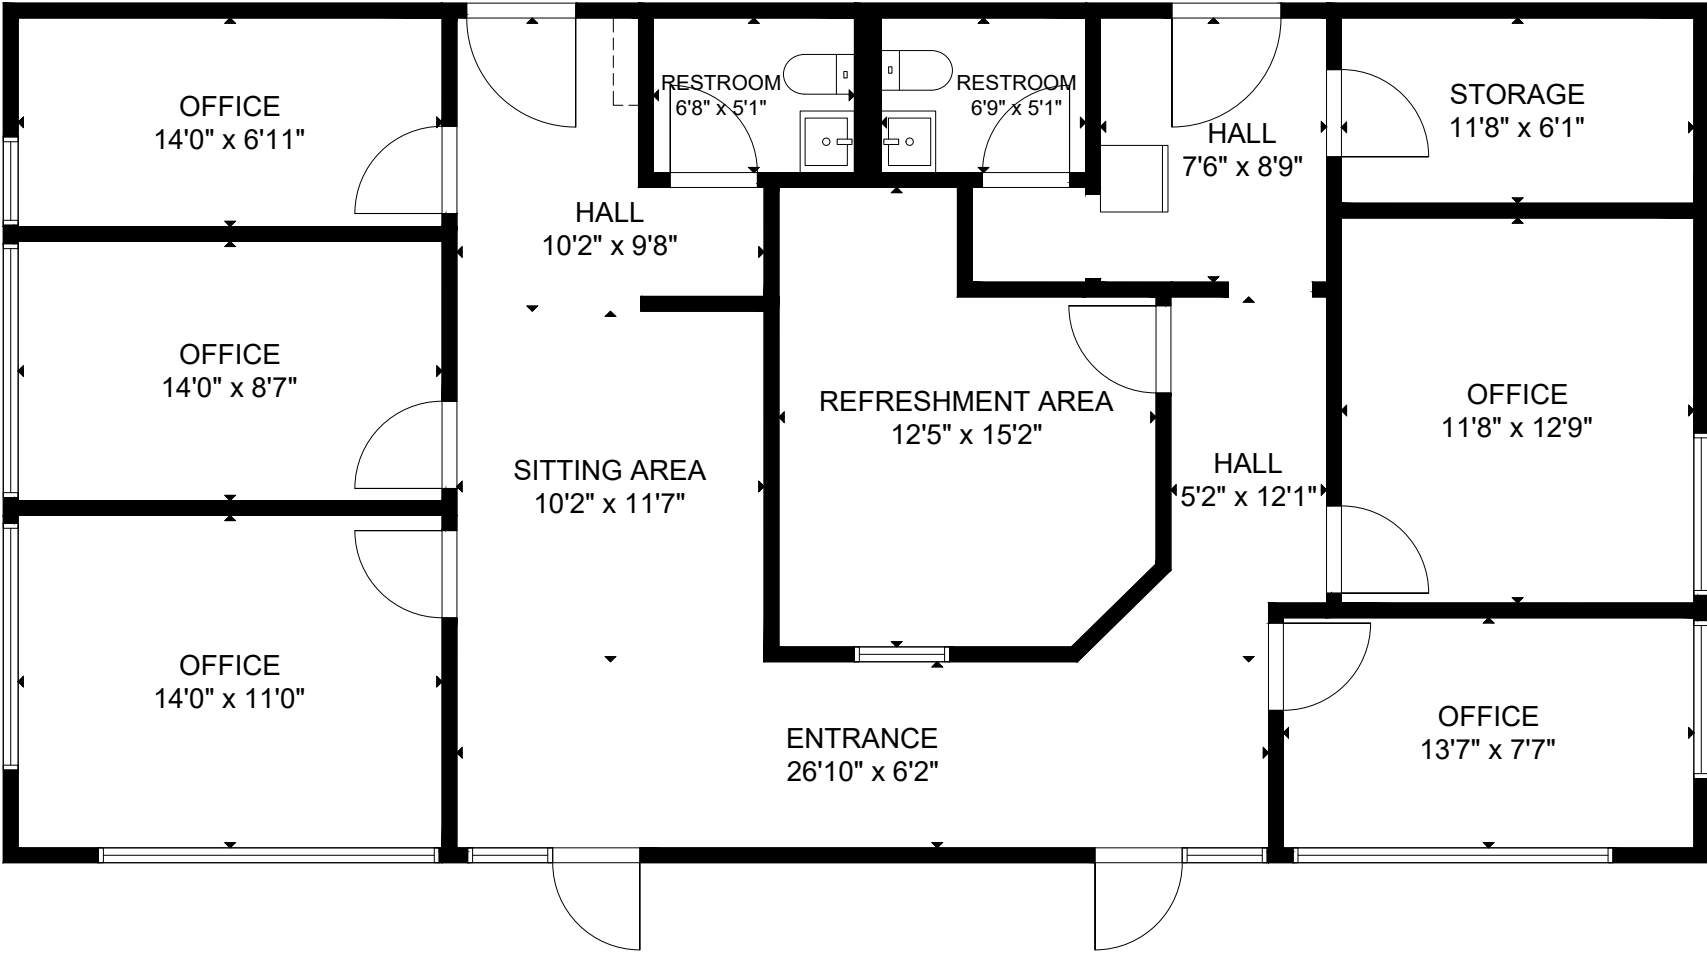 OFFICE
14'0" x 6'11"
RESTROOM
6'8" x 5'1"
RESTROOM
6'9" x 5'1"
HALL
7'6" x 8'9"
STORAGE
11'8" x 6'1"
HALL
10'2" x 9'8"
OFFICE
14'0" x 8'7"
REFRESHMENT AREA
12'5" x 15'2"
OFFICE
11'8" x 12'9"
SITTING AREA
10'2" x 11'7"
HALL
5'2" x 12'1"
OFFICE
14'0" x 11'0"
ENTRANCE
26'10" x 6'2"
OFFICE
13'7" x 7'7"